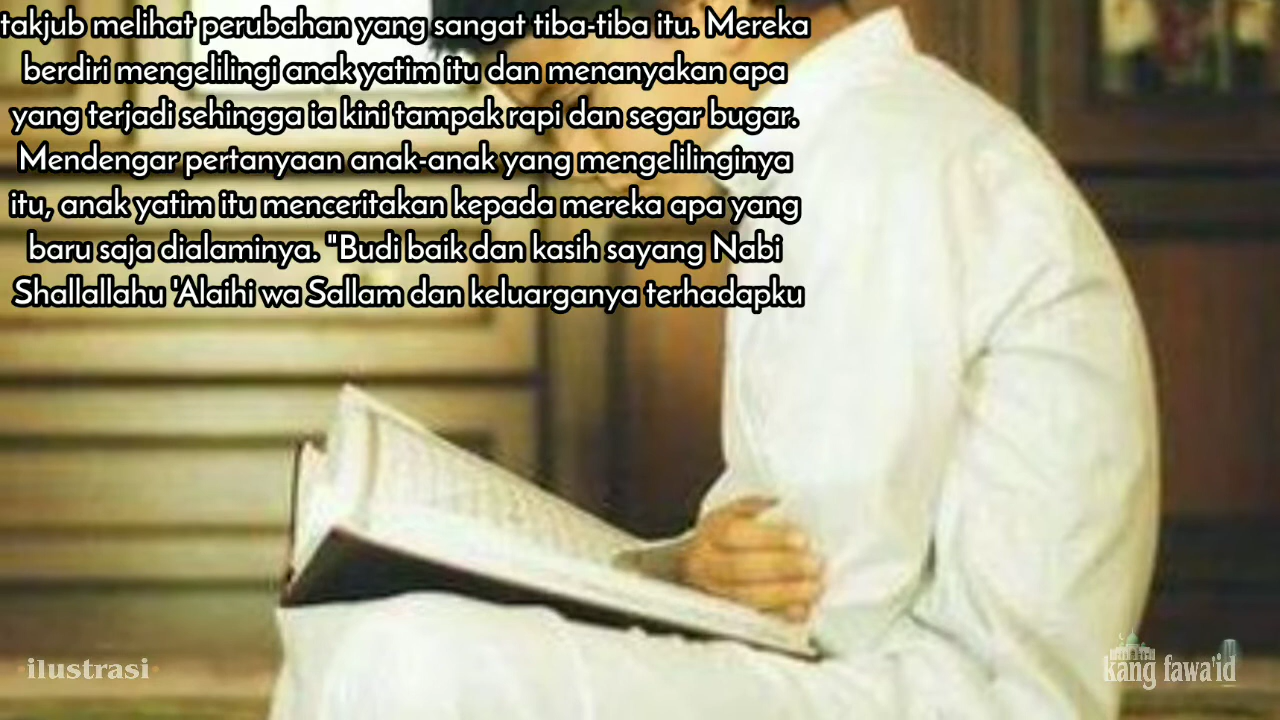 takjub melihat perubahan yang sangat tiba-tiba itu. Mereka
berdiri mengelilingi anak yatim itu dan menanyakan apa
yang terjadi sehingga ia kini tampak rapi dan segar bugar.
Mendengar pertanyaan anak-anak yang mengelilinginya
itu, anak yatim itu menceritakan kepada mereka apa yang
baru saja dialaminya. "Budi baik dan kasih sayang Nabi
Shallallahu 'Alaihi wa Sallam dan keluarganya terhadapku
•ilustrasi•
kang fawa'id